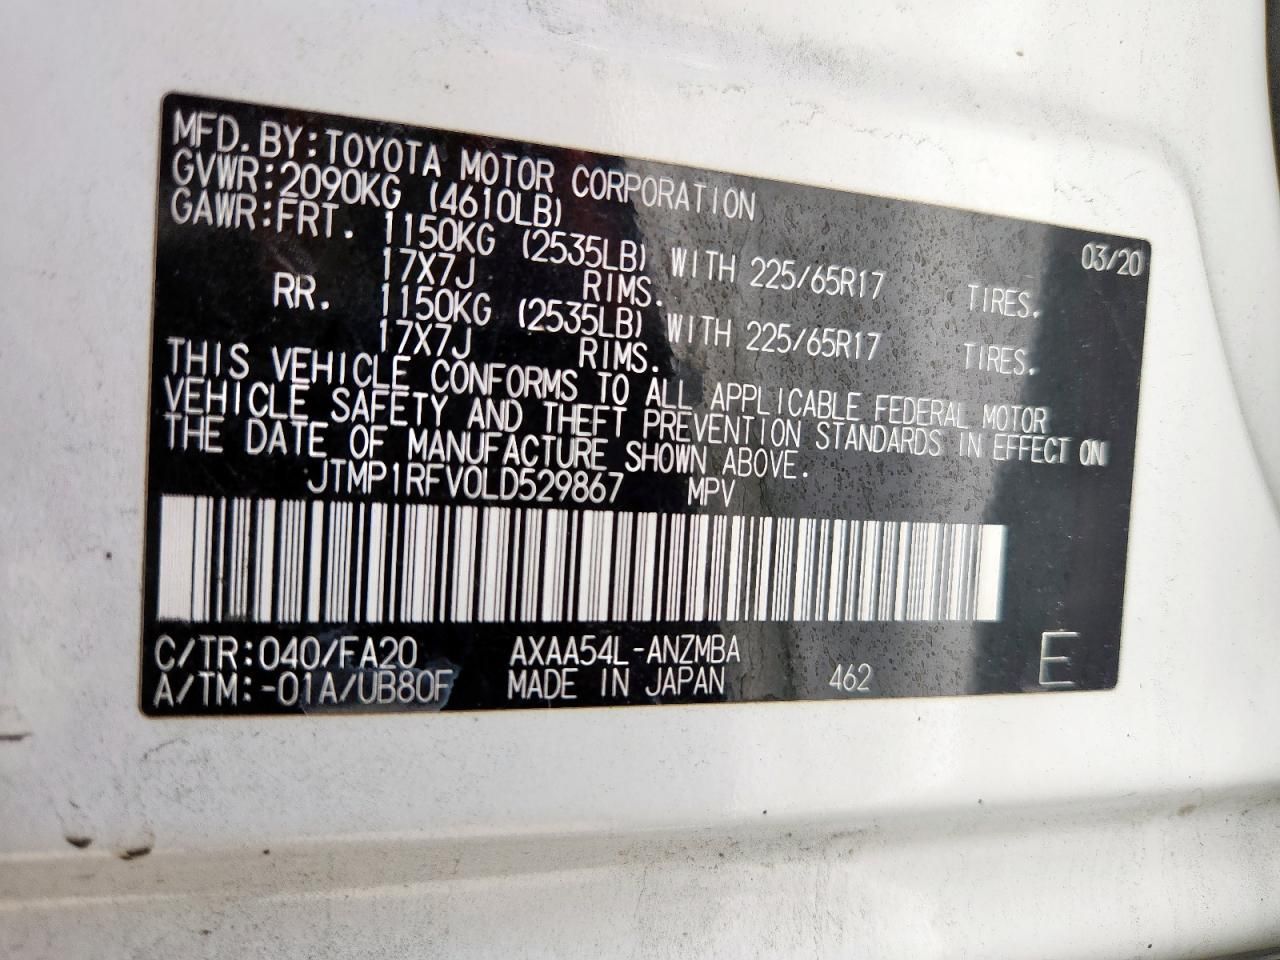 MFD. BY: TOYOTA MOTOR CORPORATION 03/20
GVWR: 2090KG (4610LB)
GAWR: FRT. 1150KG (2535LB) WITH 225/65R17 TIRES.
17X7J RIMS.
RR. 1150KG (2535LB) WITH 225/65R17 TIRES.
17X7J RIMS.
THIS VEHICLE CONFORMS TO ALL APPLICABLE FEDERAL MOTOR
VEHICLE SAFETY AND THEFT PREVENTION STANDARDS IN EFFECT ON
THE DATE OF MANUFACTURE SHOWN ABOVE.
JTMP1RFV0LD529867 MPV
C/TR: 040/FA20 AXAA54L-ANZMBA
A/TM: -01A/UB80F MADE IN JAPAN 462 E